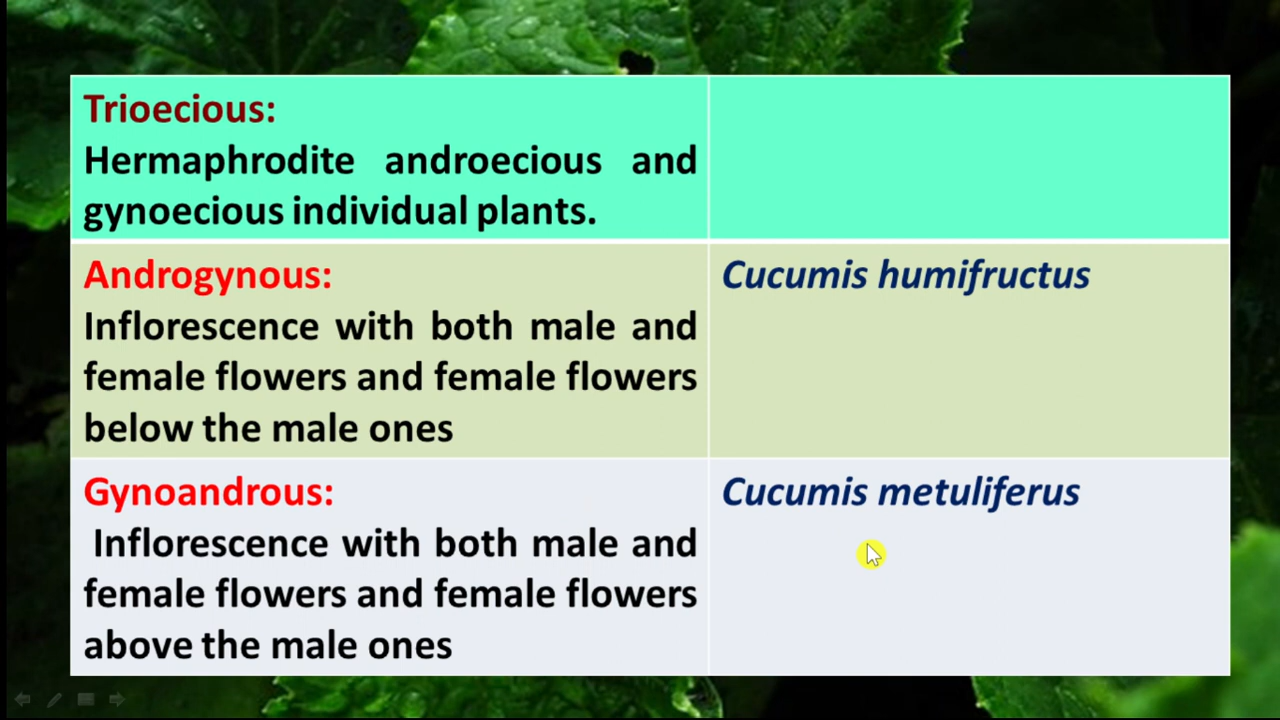 Trioecious:
Hermaphrodite androecious and
gynoecious individual plants.
Androgynous:
Inflorescence with both male and
female flowers and female flowers
below the male ones
Cucumis humifructus
Gynoandrous:
Inflorescence with both male and
female flowers and female flowers
above the male ones
Cucumis metuliferus